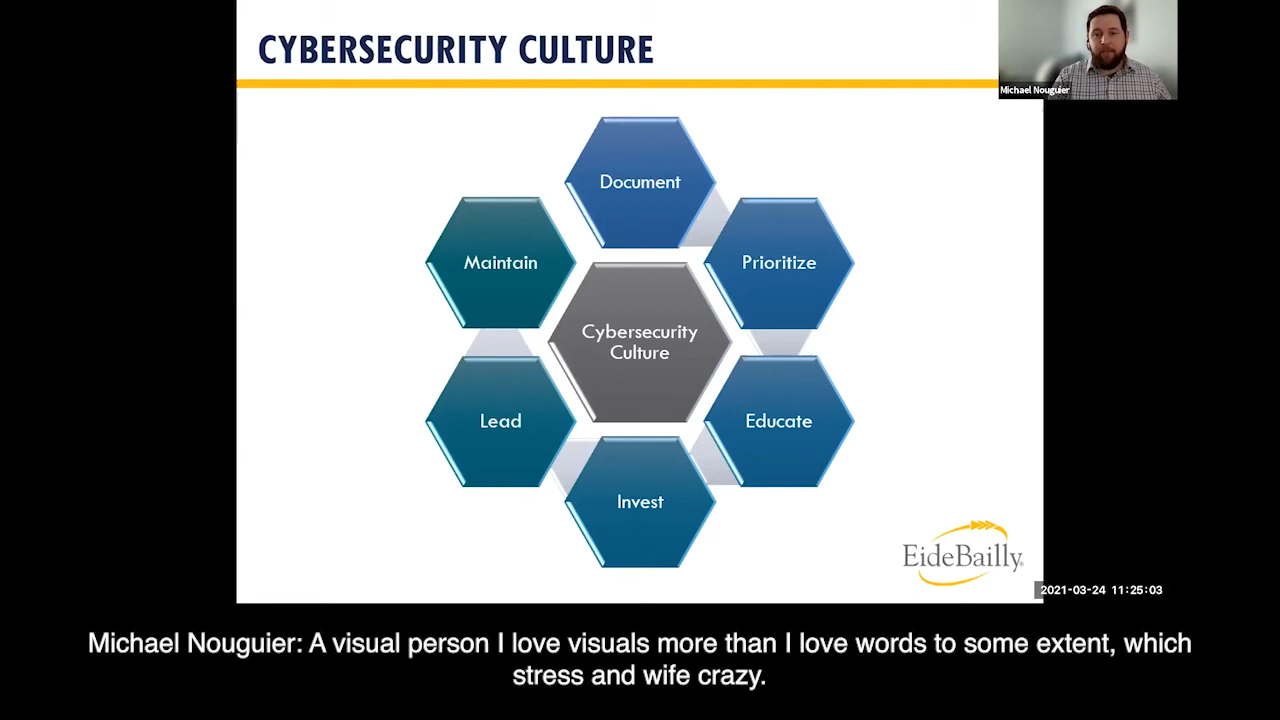 CYBERSECURITY CULTURE
Michael Nouguier
Document
Maintain
Prioritize
Cybersecurity
Culture
Lead
Educate
Invest
EideBailly
2021-03-24 11:25:03
Michael Nouguier: A visual person I love visuals more than I love words to some extent, which
stress and wife crazy.